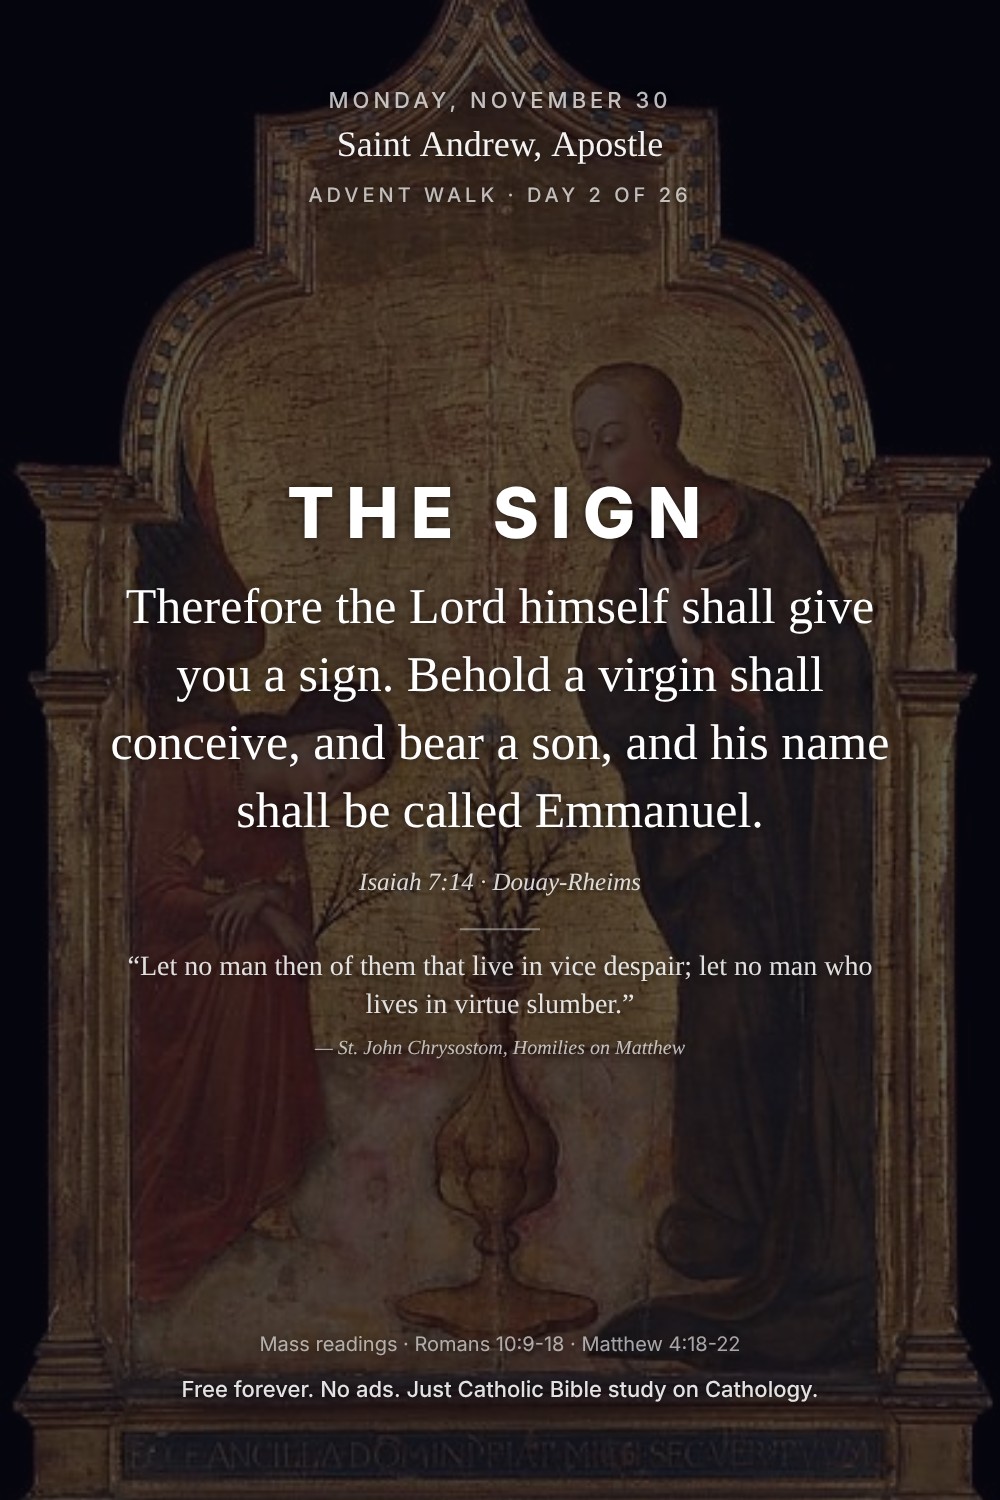 MONDAY, NOVEMBER 30
Saint Andrew, Apostle
ADVENT WALK · DAY 2 OF 26
THE SIGN
Therefore the Lord himself shall give
you a sign. Behold a virgin shall
conceive, and bear a son, and his name
shall be called Emmanuel.
Isaiah 7:14 · Douay-Rheims
“Let no man then of them that live in vice despair; let no man who
lives in virtue slumber.”
— St. John Chrysostom, Homilies on Matthew
Mass readings · Romans 10:9-18 · Matthew 4:18-22
Free forever. No ads. Just Catholic Bible study on Cathology.
ANCILLA DOMINI